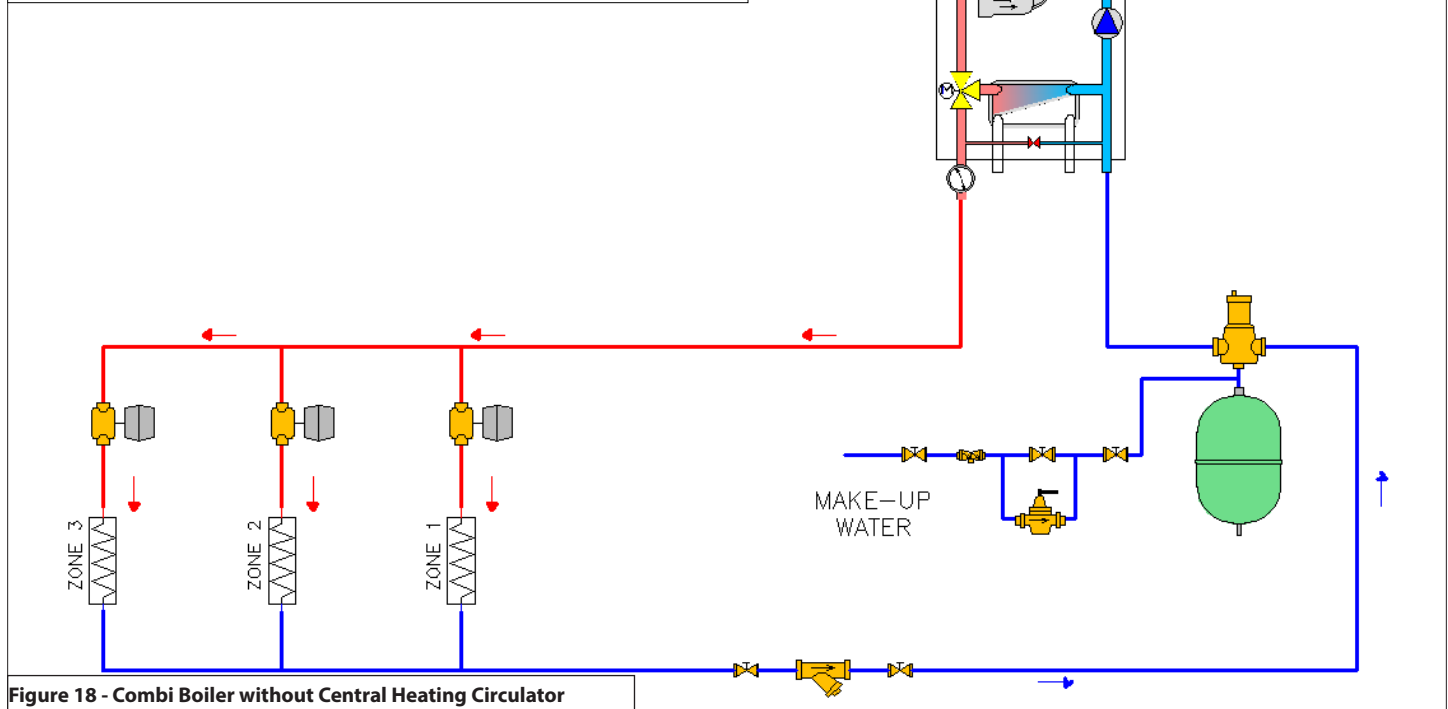 M
ZONE 3
ZONE 2
ZONE 1
MAKE-UP
WATER
Figure 18 - Combi Boiler without Central Heating Circulator